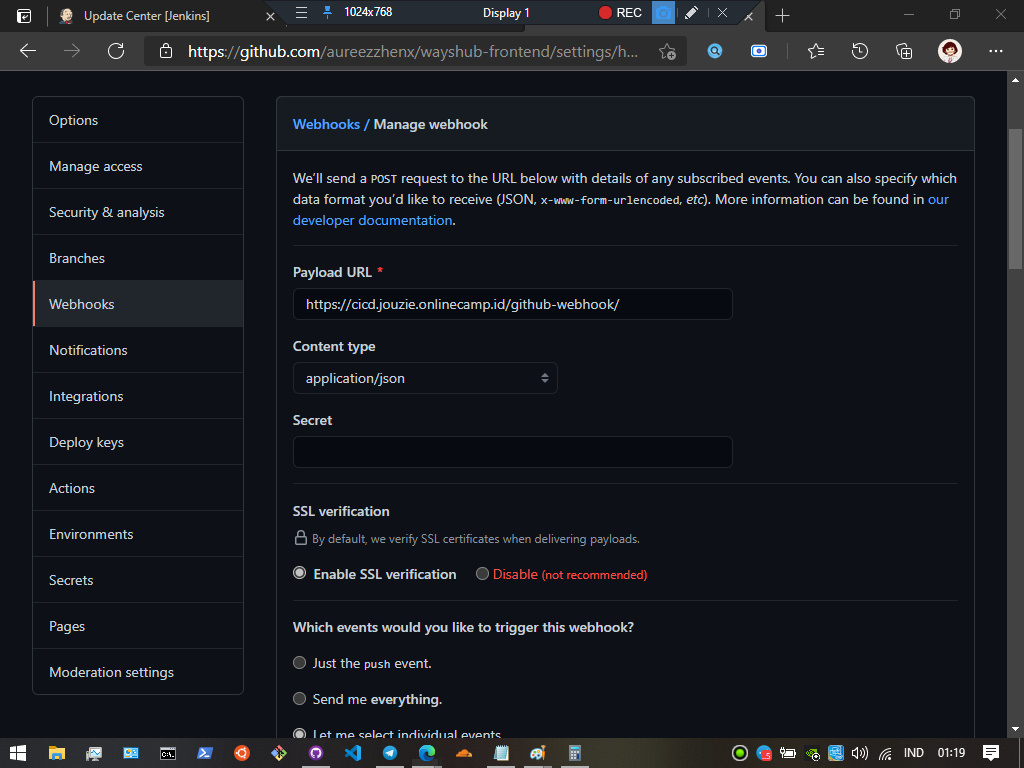 Update Center [Jenkins]
1024x768
Display 1
REC
https://github.com/aureezzhenx/wayshub-frontend/settings/h...
Options
Manage access
Security & analysis
Branches
Webhooks
Notifications
Integrations
Deploy keys
Actions
Environments
Secrets
Pages
Moderation settings
Webhooks / Manage webhook
We’ll send a POST request to the URL below with details of any subscribed events. You can also specify which
data format you’d like to receive (JSON, x-www-form-urlencoded, etc). More information can be found in our
developer documentation.
Payload URL *
https://cicd.jouzie.onlinecamp.id/github-webhook/
Content type
application/json
Secret
SSL verification
By default, we verify SSL certificates when delivering payloads.
Enable SSL verification
Disable (not recommended)
Which events would you like to trigger this webhook?
Just the push event.
Send me everything.
Let me select individual events.
IND
01:19